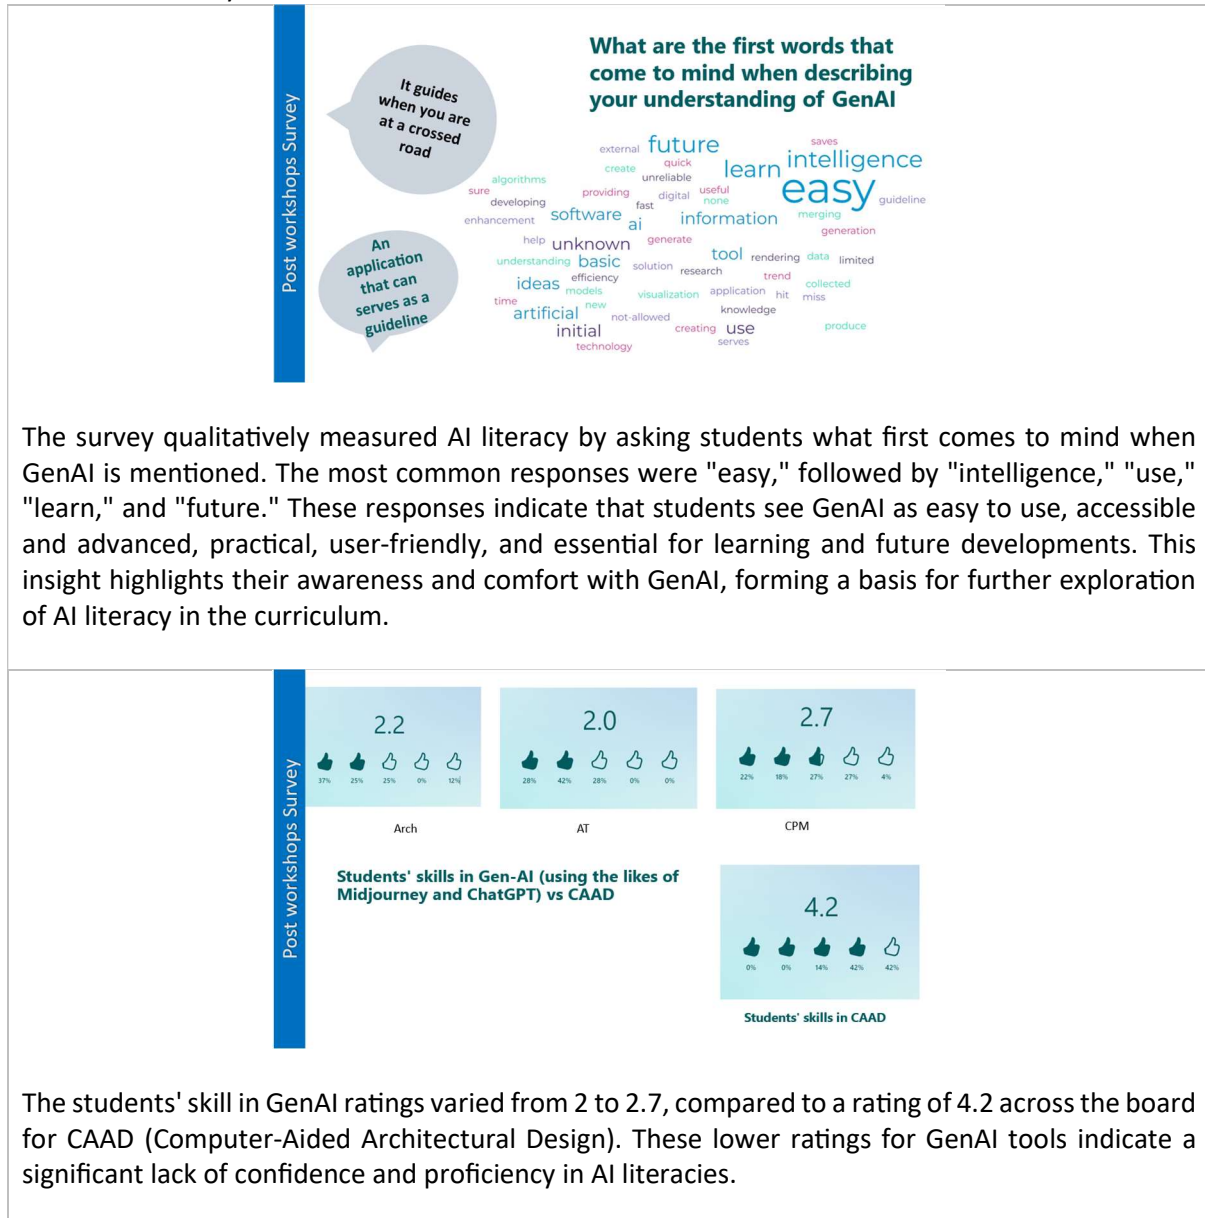 Post workshops Survey
It guides
when you are
at a crossed
road
An
application
that can
serves as a
guideline
What are the first words that
come to mind when describing
your understanding of GenAI
saves
external future
quick
create
learn intelligence
unreliable
algorithms
easy
sure
providing
digital
useful
none
guideline
developing
fast
merging
enhancement
software
ai
information
generation
help
unknown
generate
tool
rendering
data
limited
understanding
basic
solution
research
efficiency
trend
ideas
models
visualization
application
hit
miss
collected
time
new
artificial
not-allowed
knowledge
initial
creating
use
produce
serves
technology
The survey qualitatively measured AI literacy by asking students what first comes to mind when
GenAI is mentioned. The most common responses were "easy," followed by "intelligence," "use,"
"learn," and "future." These responses indicate that students see GenAI as easy to use, accessible
and advanced, practical, user-friendly, and essential for learning and future developments. This
insight highlights their awareness and comfort with GenAI, forming a basis for further exploration
of AI literacy in the curriculum.
Post workshops Survey
2.2
37% 25% 25% 0% 12%
Arch
2.0
28% 42% 28% 0% 0%
AT
2.7
22% 18% 27% 27% 4%
CPM
Students' skills in Gen-AI (using the likes of
Midjourney and ChatGPT) vs CAAD
4.2
0% 0% 14% 42% 42%
Students' skills in CAAD
The students' skill in GenAI ratings varied from 2 to 2.7, compared to a rating of 4.2 across the board
for CAAD (Computer-Aided Architectural Design). These lower ratings for GenAI tools indicate a
significant lack of confidence and proficiency in AI literacies.